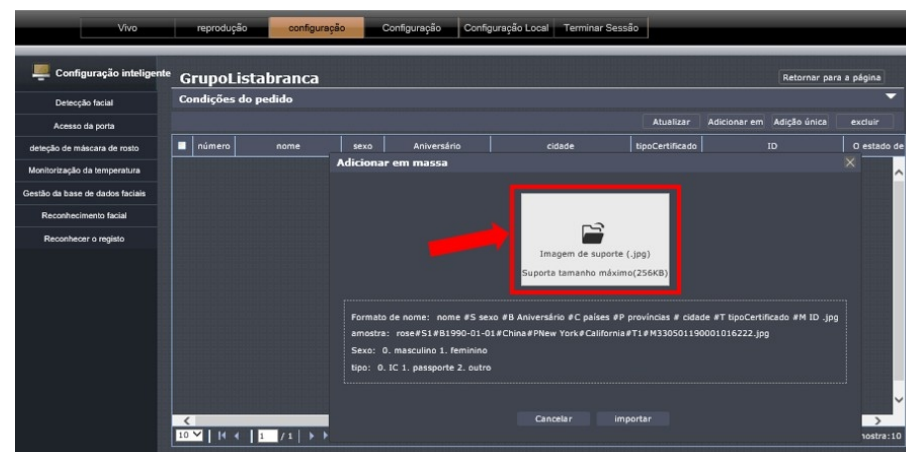 Vivo reprodução configuração Configuração Configuração Local Terminar Sessão
Configuração inteligente
GrupoListabranca
Retornar para a página
Condições do pedido
Detecção facial
Acesso da porta
deteção de máscara de rosto
Monitorização da temperatura
Gestão da base de dados faciais
Reconhecimento facial
Reconhecer o registo
Atualizar Adicionar em Adição única excluir
número nome sexo Aniversário cidade tipoCertificado ID O estado de
Adicionar em massa
Imagem de suporte (.jpg)
Suporta tamanho máximo(256KB)
Formato de nome: nome #S sexo #B Aniversário #C países #P províncias # cidade #T tipoCertificado #M ID .jpg
amostra: rose#S1#B1990-01-01#China#PNew York#California#T1#M330501190001016222.jpg
Sexo: 0. masculino 1. feminino
tipo: 0. IC 1. passporte 2. outro
Cancelar importar
10 1 / 1 nostra:10